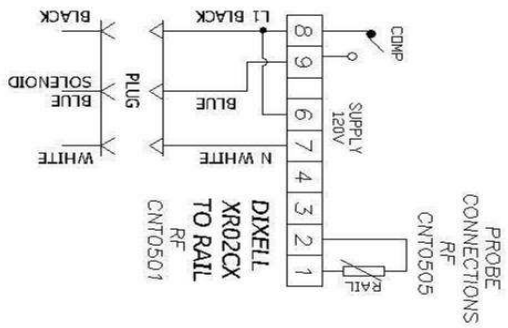 BLACK
L1 BLACK
8
COMP
9
SOLENOID
BLUE
PLUG
BLUE
6
SUPPLY
120V
WHITE
N WHITE
7
4
3
2
1
DIXELL
XR02CX
TO RAIL
RF
CNT0501
RAIL
PROBE
CONNECTIONS
RF
CNT0505